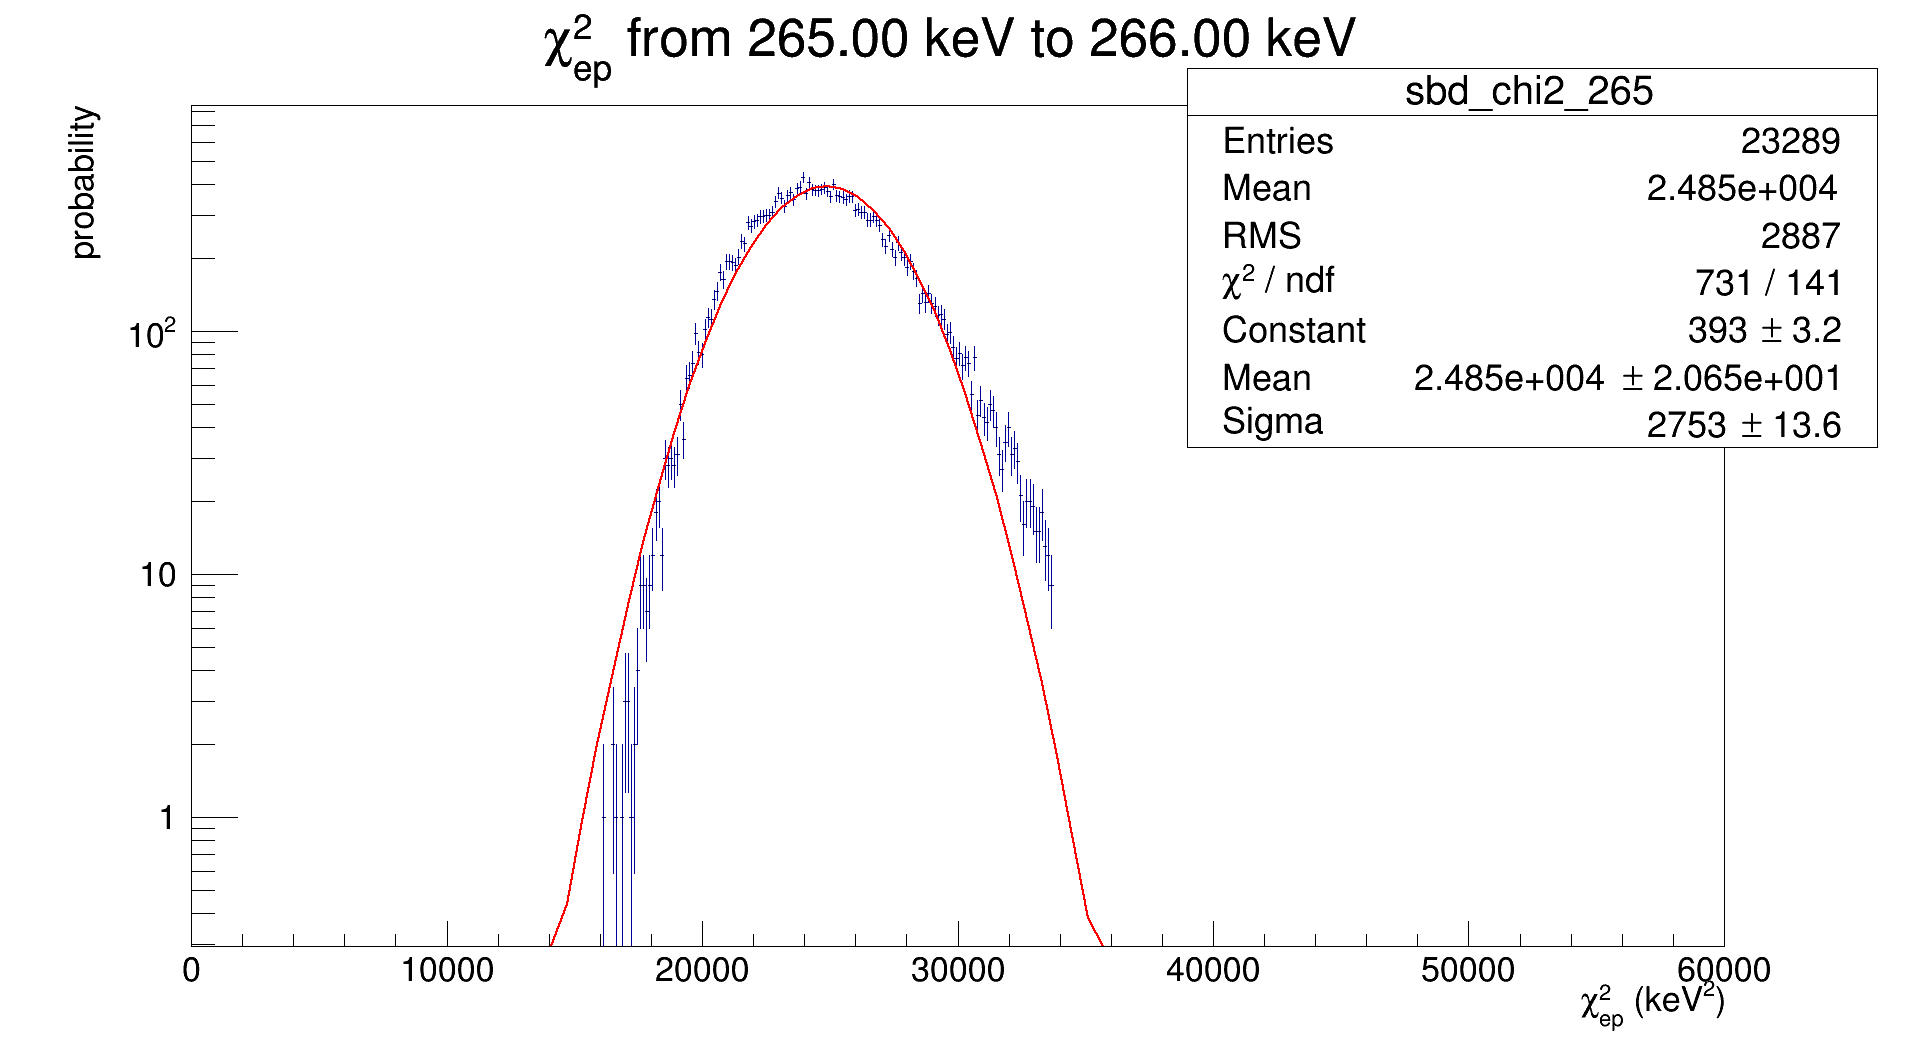 χ²ep from 265.00 keV to 266.00 keV
sbd_chi2_265
Entries 23289
Mean 2.485e+004
RMS 2887
χ² / ndf 731 / 141
Constant 393 ± 3.2
Mean 2.485e+004 ± 2.065e+001
Sigma 2753 ± 13.6
probability
10²
10
1
0 10000 20000 30000 40000 50000 60000
χ²ep (keV²)